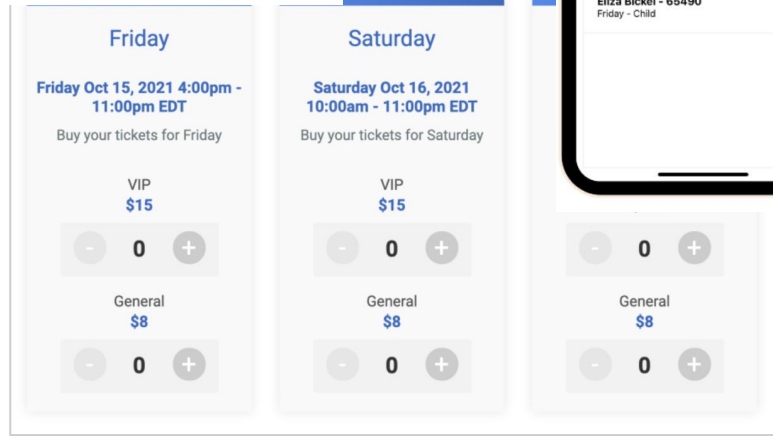 Eliza Bickel - 65490
Friday - Child
Friday
Friday Oct 15, 2021 4:00pm -
11:00pm EDT
Buy your tickets for Friday
VIP
$15
- 0 +
General
$8
- 0 +
Saturday
Saturday Oct 16, 2021
10:00am - 11:00pm EDT
Buy your tickets for Saturday
VIP
$15
- 0 +
General
$8
- 0 +
- 0 +
General
$8
- 0 +